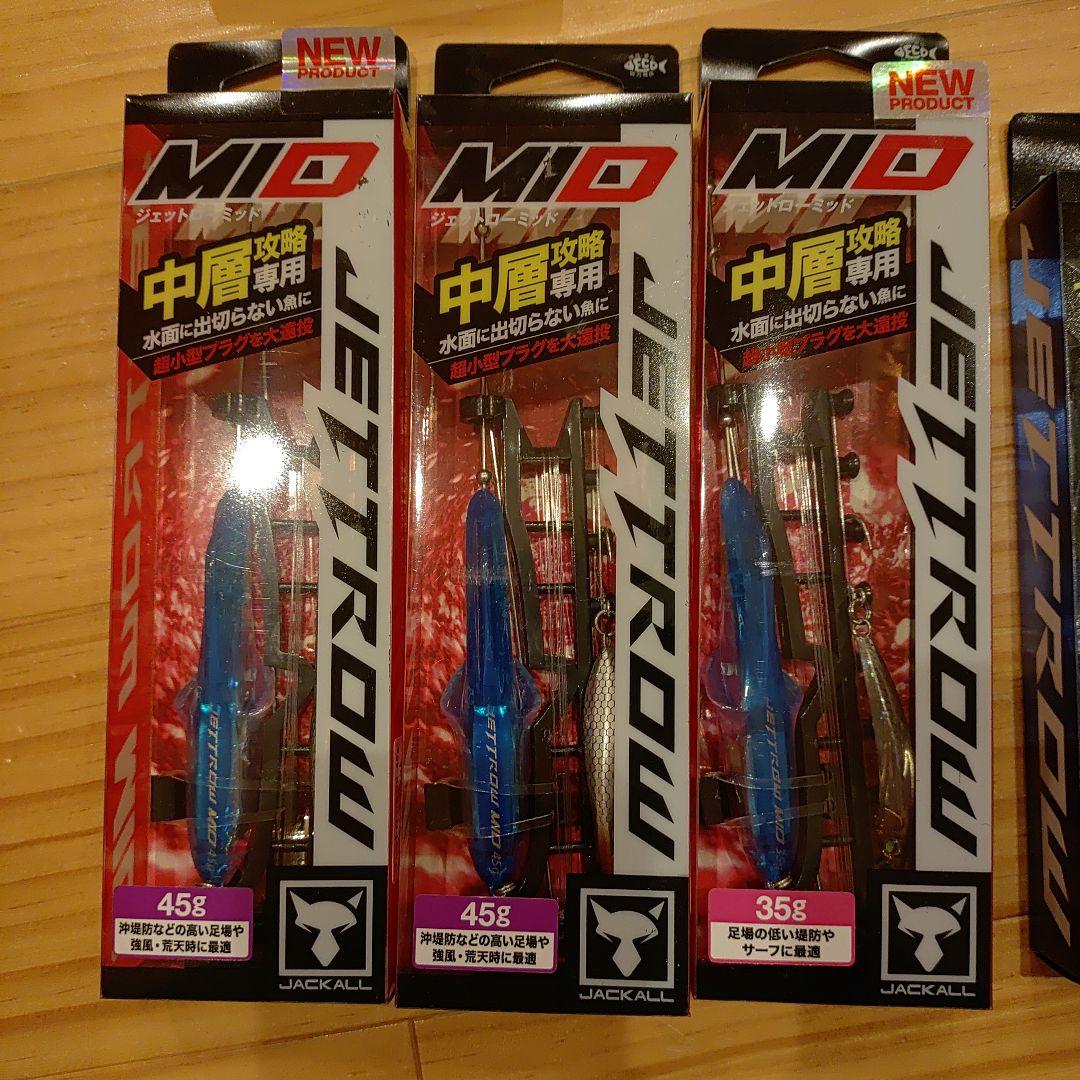 NEW
PRODUCT
MID
ジェットローミッド
中層攻略
専用
水面に出切らない魚に
超小型プラグを大遠投
JETTROW
JETTROW MID 45g
45g
沖堤防などの高い足場や
強風・荒天時に最適
JACKALL
MID
ジェットローミッド
中層攻略
専用
水面に出切らない魚に
超小型プラグを大遠投
JETTROW
JETTROW MID 45g
45g
沖堤防などの高い足場や
強風・荒天時に最適
JACKALL
NEW
PRODUCT
MID
ジェットローミッド
中層攻略
専用
水面に出切らない魚に
超小型プラグを大遠投
JETTROW
JETTROW MID
35g
足場の低い堤防や
サーフに最適
JACKALL
JETTROW